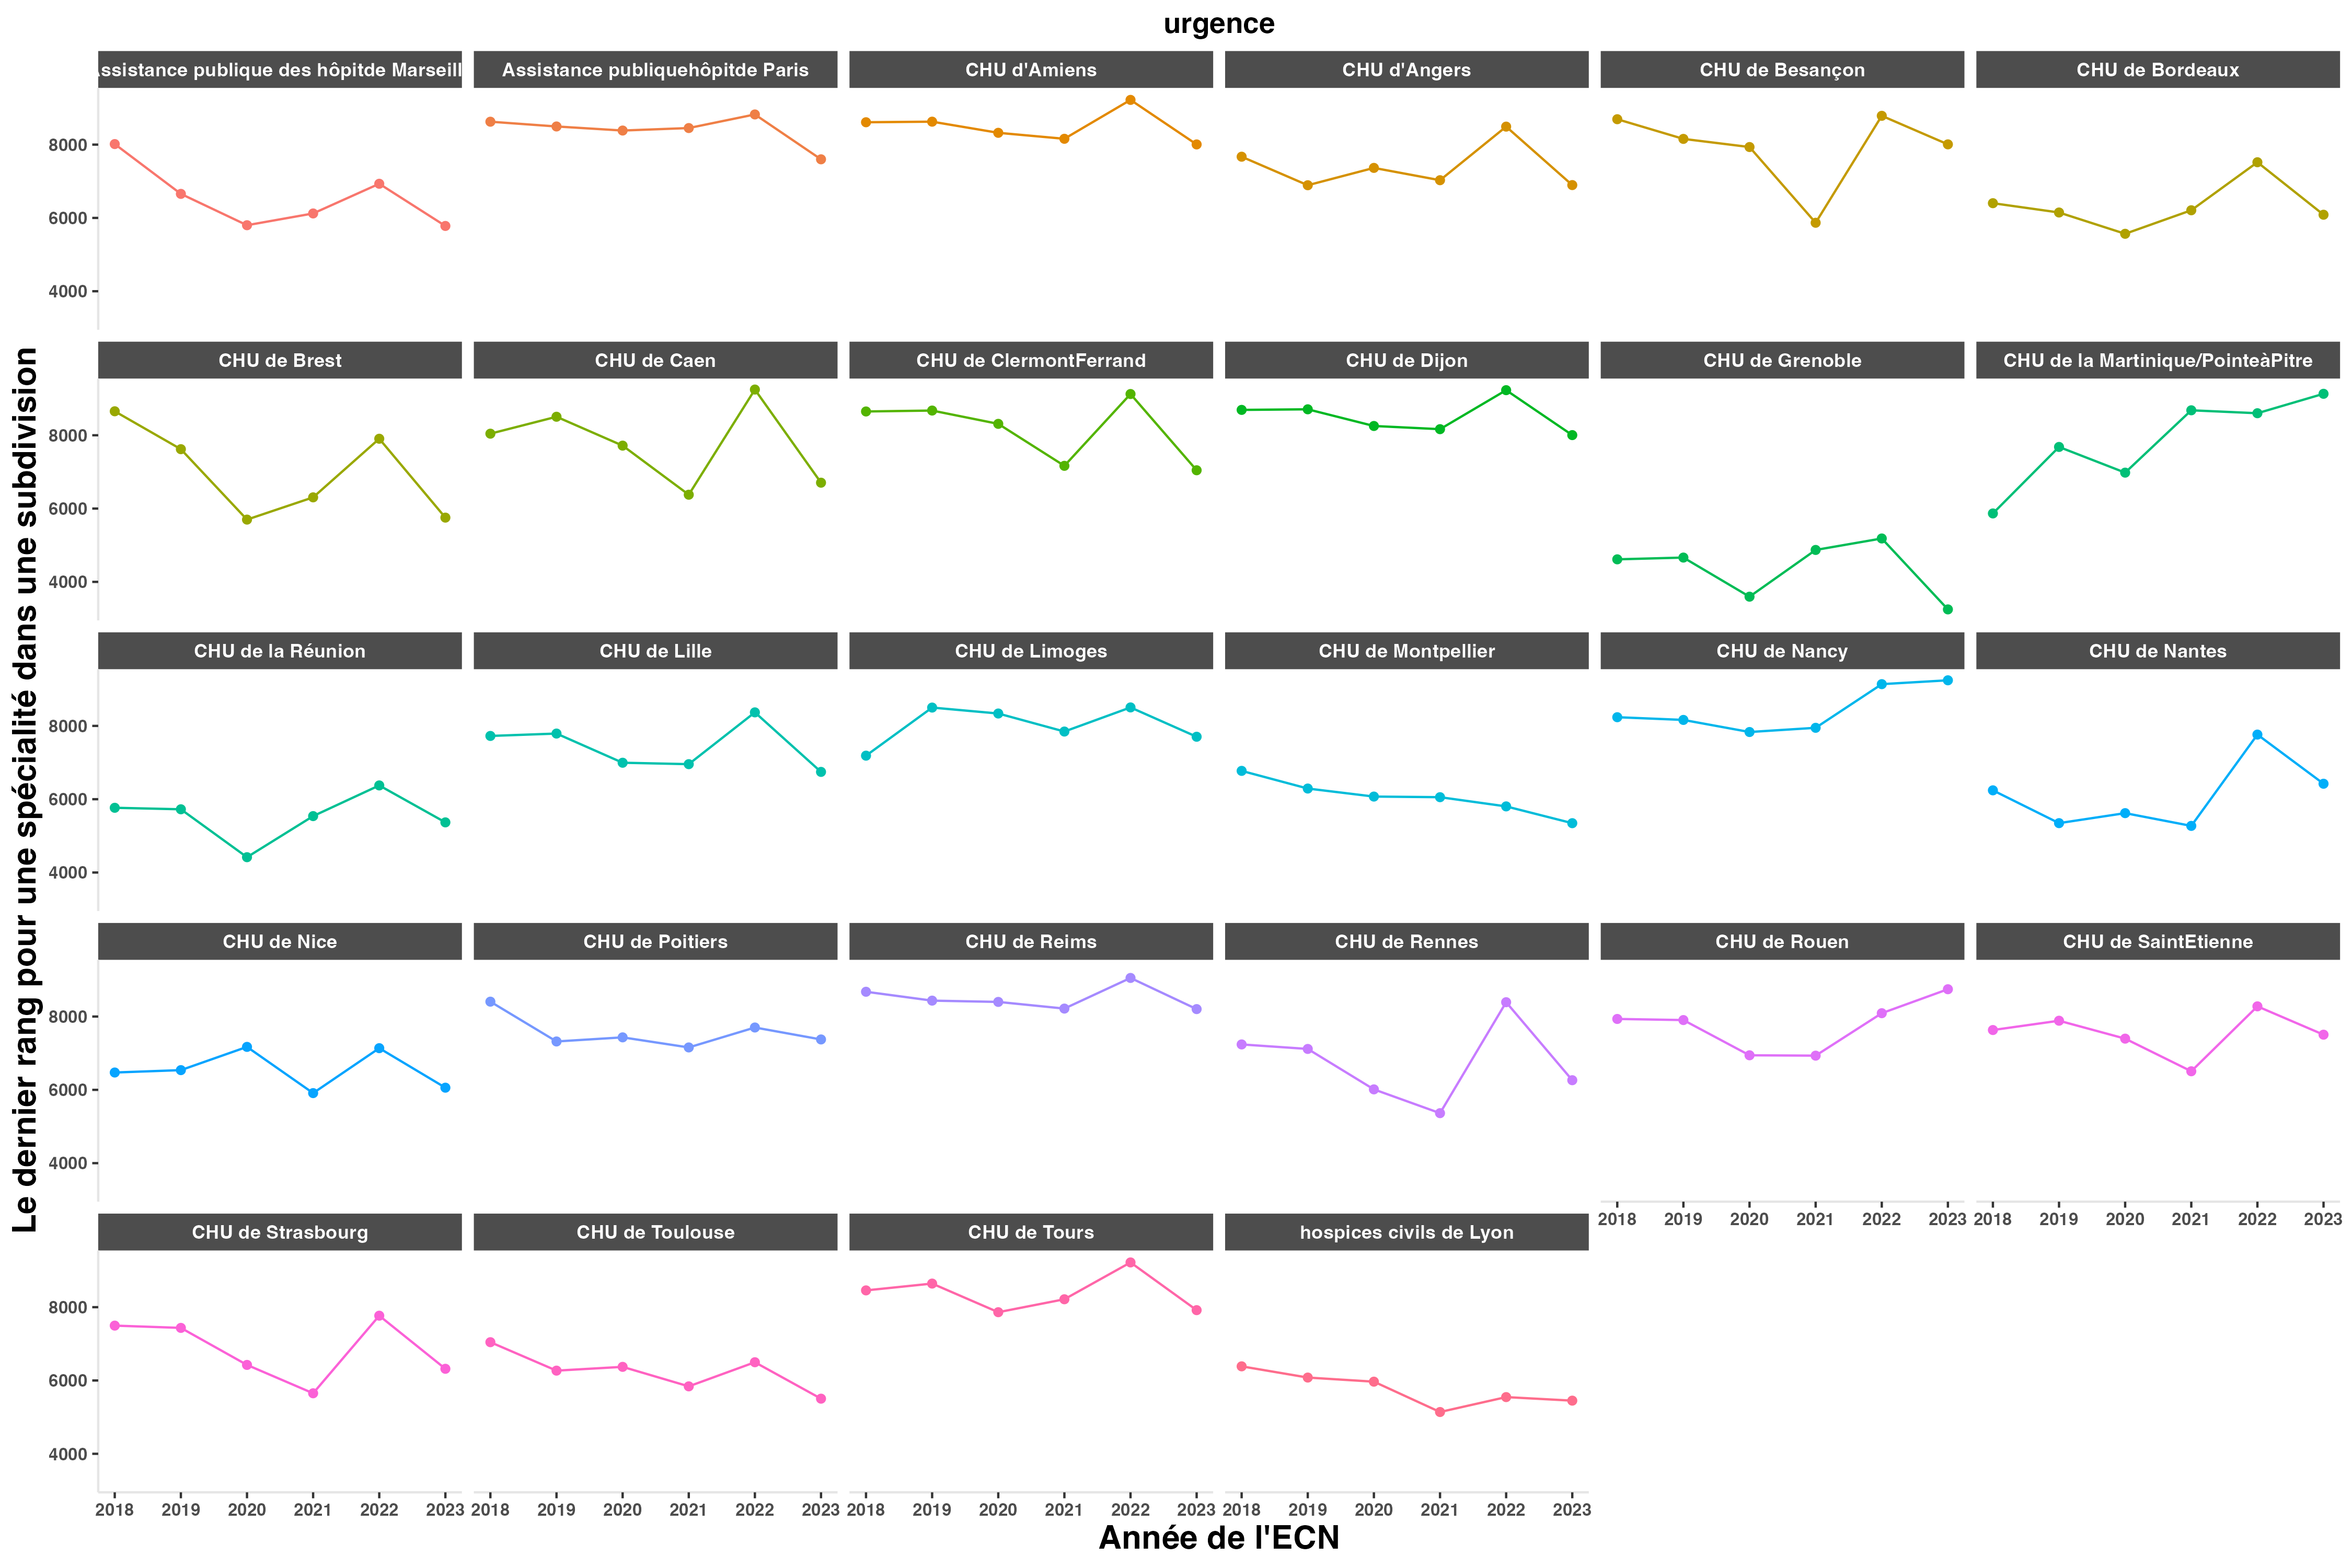 urgence
ssistance publique des hôpitde Marseill
Assistance publiquehôpitde Paris
CHU d'Amiens
CHU d'Angers
CHU de Besançon
CHU de Bordeaux
8000
6000
4000
CHU de Brest
CHU de Caen
CHU de ClermontFerrand
CHU de Dijon
CHU de Grenoble
CHU de la Martinique/PointeàPitre
8000
6000
4000
Le dernier rang pour une spécialité dans une subdivision
CHU de la Réunion
CHU de Lille
CHU de Limoges
CHU de Montpellier
CHU de Nancy
CHU de Nantes
8000
6000
4000
CHU de Nice
CHU de Poitiers
CHU de Reims
CHU de Rennes
CHU de Rouen
CHU de SaintEtienne
8000
6000
4000
2018 2019 2020 2021 2022 2023
2018 2019 2020 2021 2022 2023
CHU de Strasbourg
CHU de Toulouse
CHU de Tours
hospices civils de Lyon
8000
6000
4000
2018 2019 2020 2021 2022 2023
2018 2019 2020 2021 2022 2023
2018 2019 2020 2021 2022 2023
2018 2019 2020 2021 2022 2023
Année de l'ECN